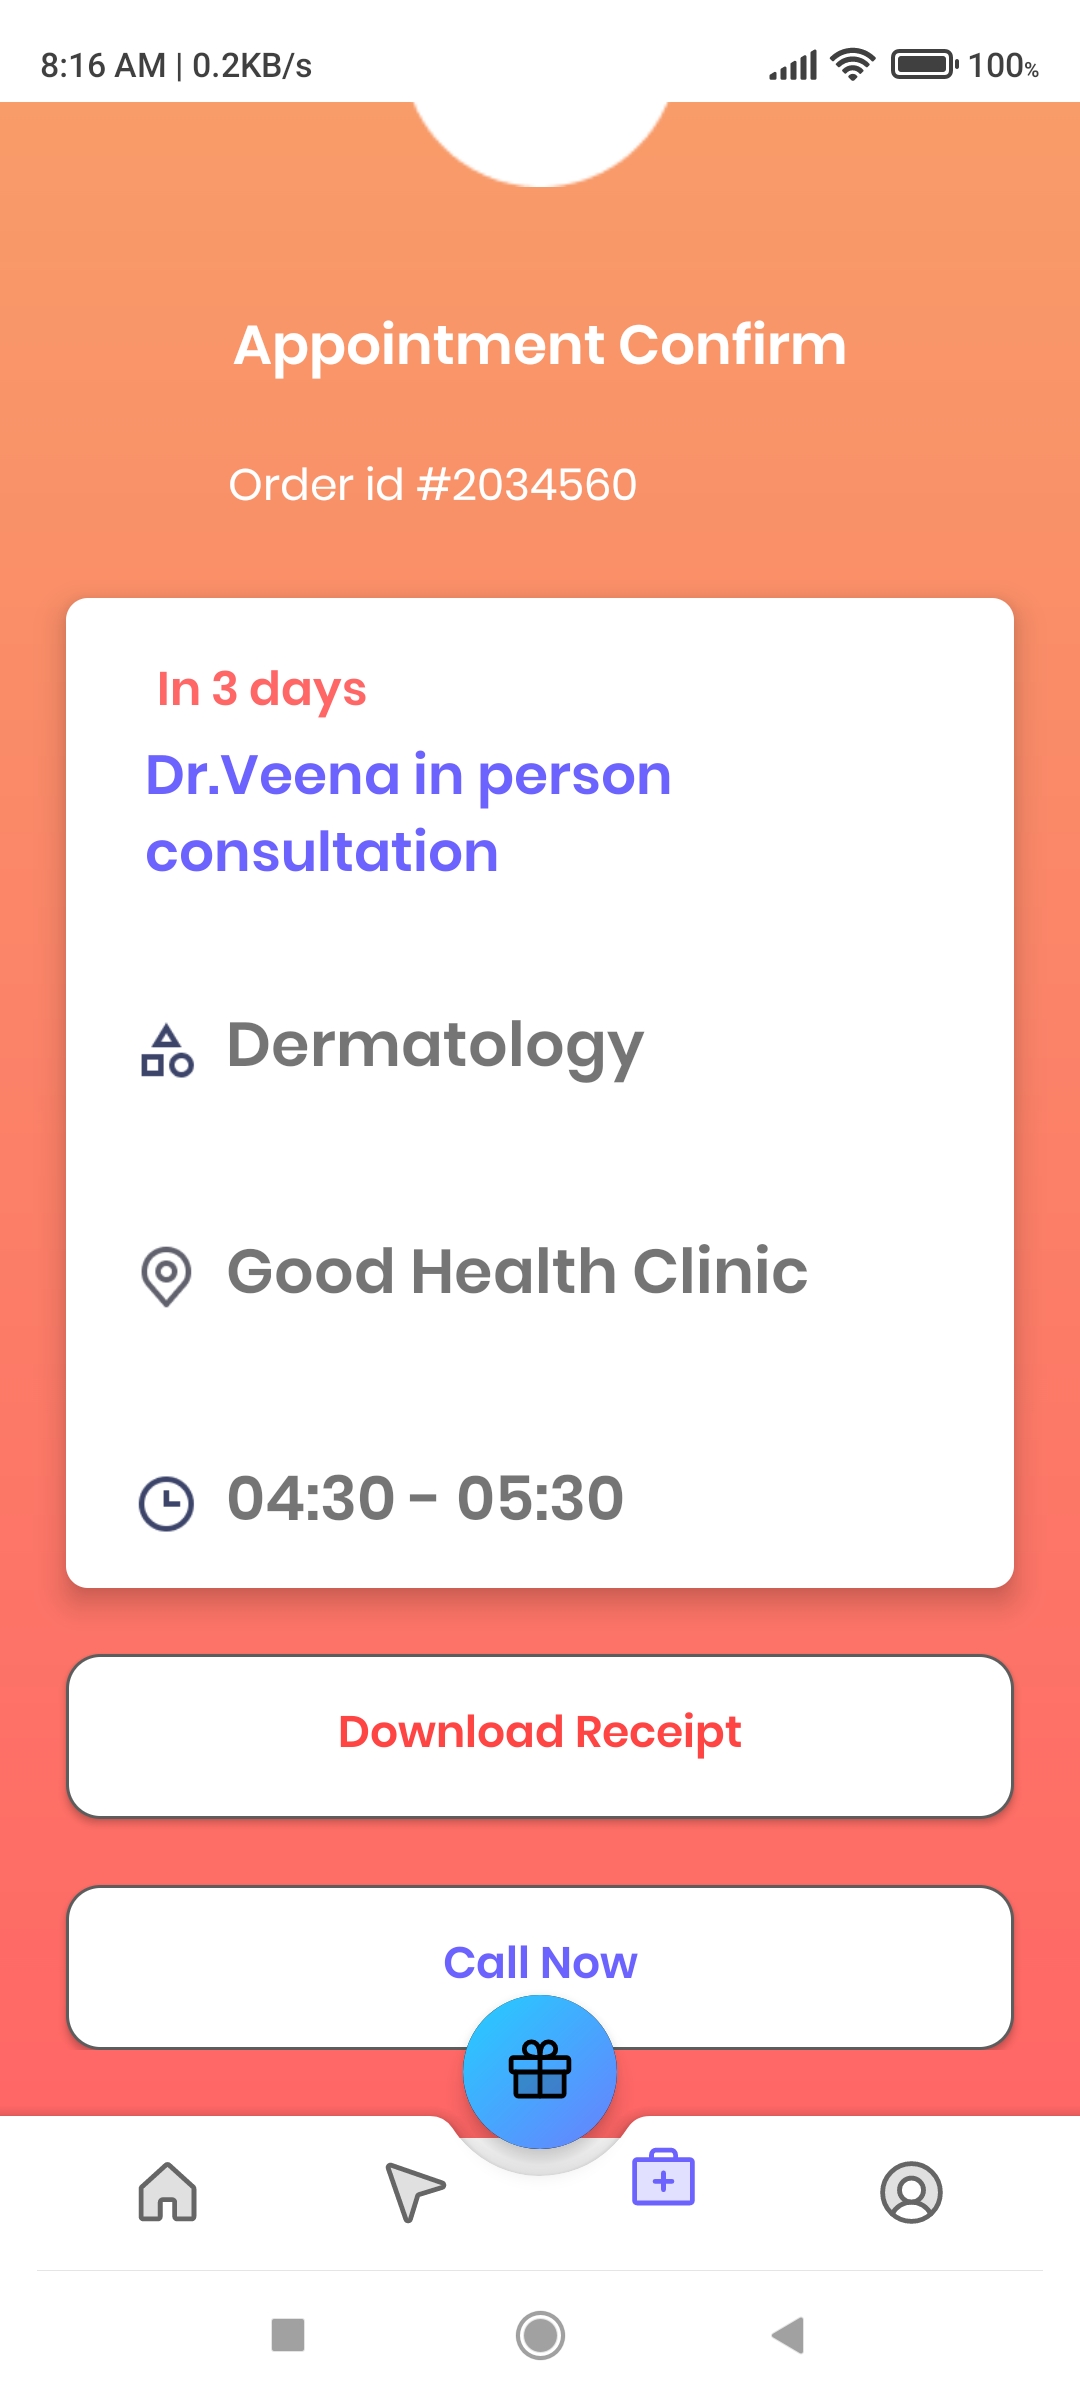 8:16 AM | 0.2KB/s 100%
Appointment Confirm
Order id #2034560
In 3 days
Dr.Veena in person
consultation
Dermatology
Good Health Clinic
04:30 - 05:30
Download Receipt
Call Now